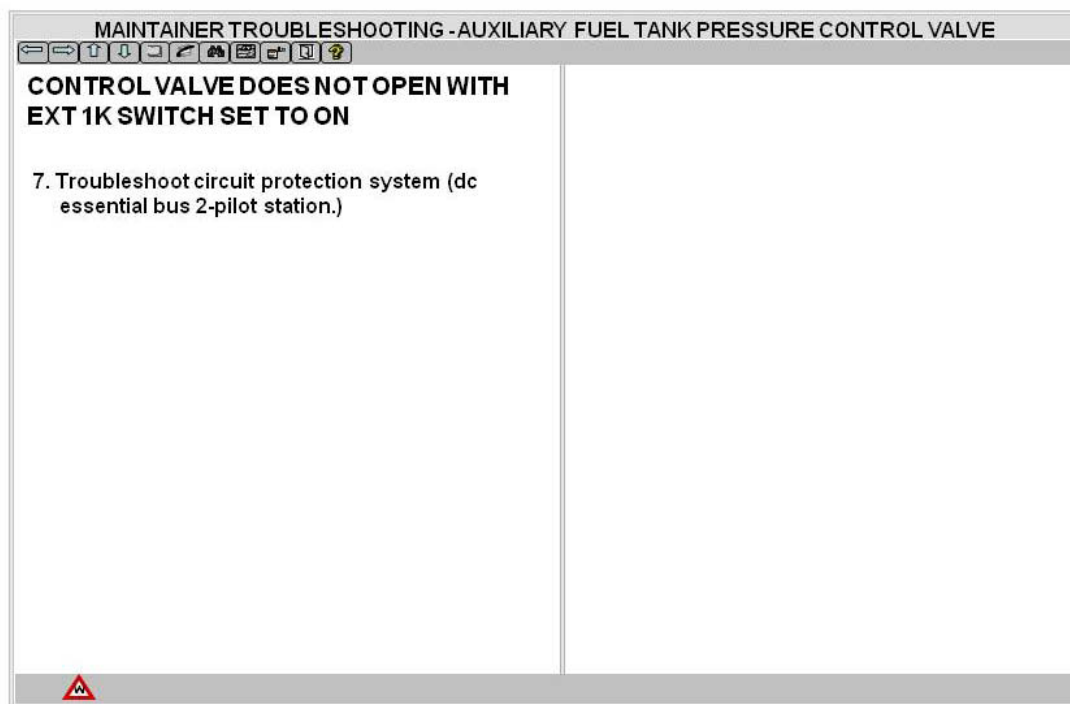 MAINTAINER TROUBLESHOOTING - AUXILIARY FUEL TANK PRESSURE CONTROL VALVE
CONTROL VALVE DOES NOT OPEN WITH
EXT 1K SWITCH SET TO ON
7. Troubleshoot circuit protection system (dc
essential bus 2-pilot station.)
W